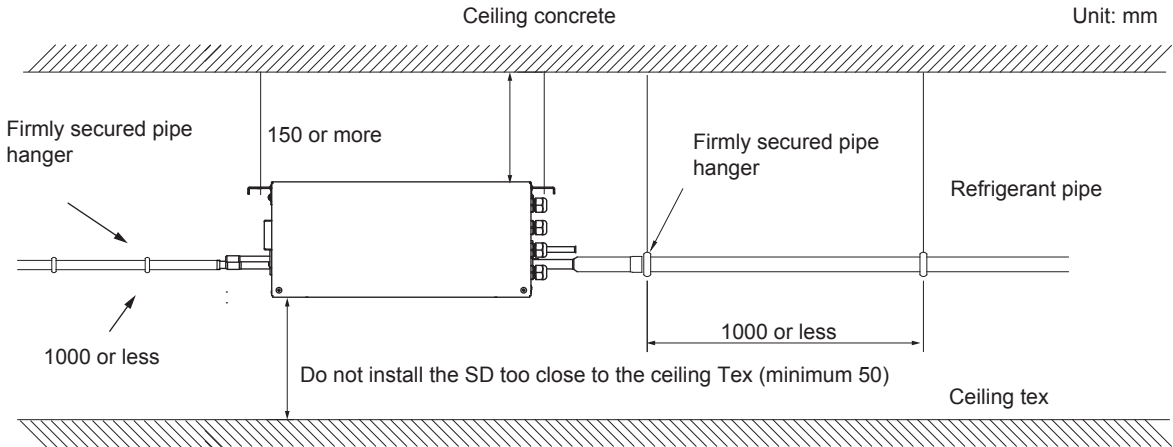 Ceiling concrete
Unit: mm
Firmly secured pipe
hanger
150 or more
Firmly secured pipe
hanger
Refrigerant pipe
1000 or less
1000 or less
Do not install the SD too close to the ceiling Tex (minimum 50)
Ceiling tex